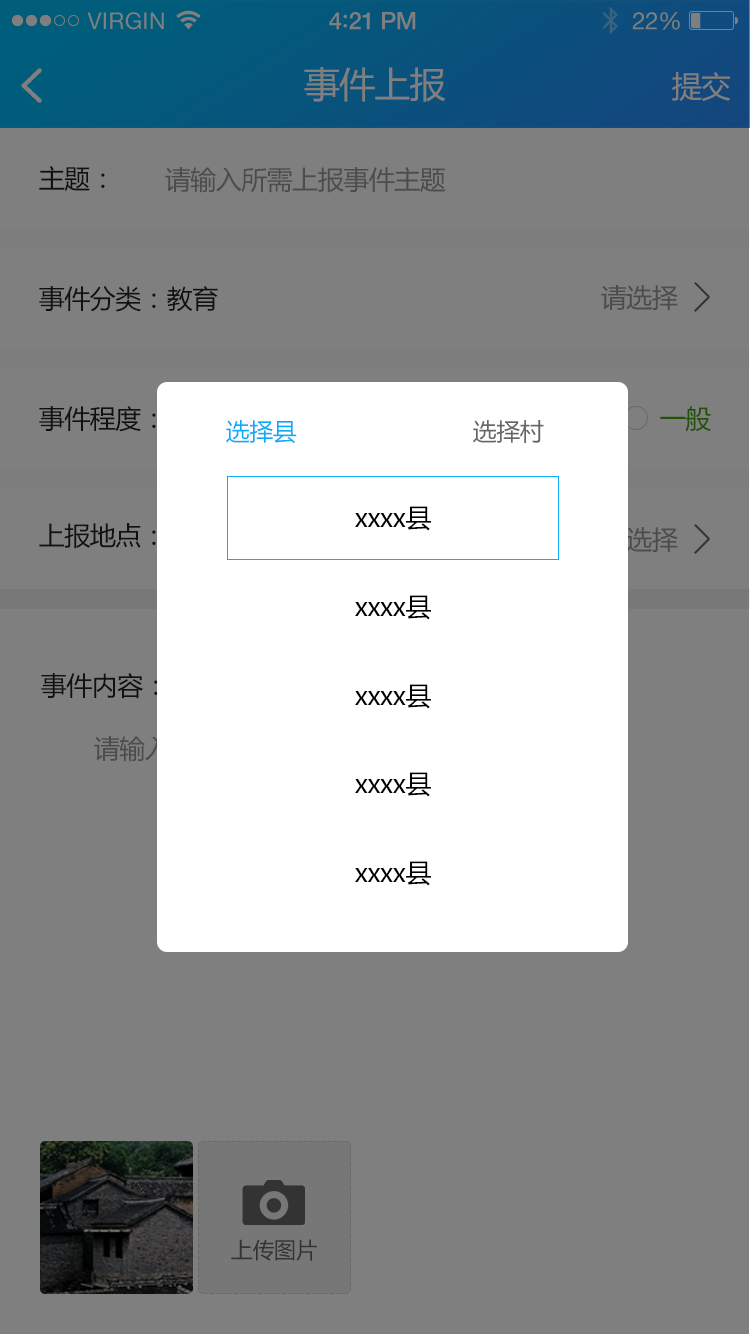 VIRGIN 4:21 PM 22%
事件上报 提交
主题： 请输入所需上报事件主题
事件分类：教育 请选择
事件程度： 一般
上报地点： 选择
选择县 选择村
xxxx县
xxxx县
xxxx县
xxxx县
xxxx县
事件内容：
请输入
上传图片